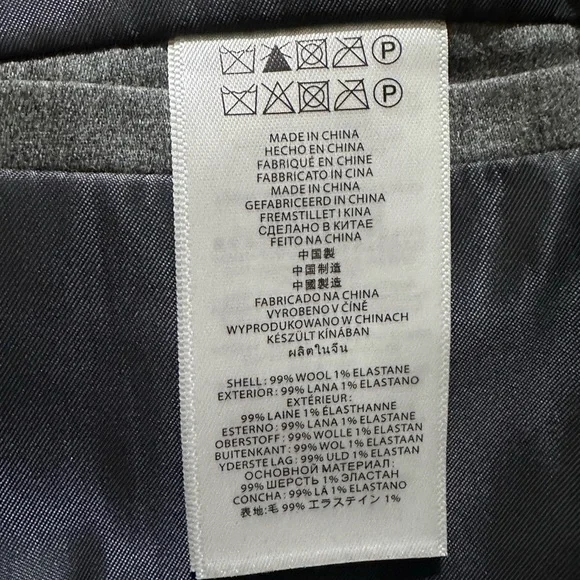 P
P
MADE IN CHINA
HECHO EN CHINA
FABRIQUÉ EN CHINE
FABBRICATO IN CINA
MADE IN CHINA
GEFABRICEERD IN CHINA
FREMSTILLET I KINA
СДЕЛАНО В КИТАЕ
FEITO NA CHINA
中国製
中国制造
中國製造
FABRICADO NA CHINA
VYROBENO V ČÍNĚ
WYPRODUKOWANO W CHINACH
KÉSZÜLT KÍNÁBAN
ผลิตในจีน
SHELL: 99% WOOL 1% ELASTANE
EXTERIOR: 99% LANA 1% ELASTANO
EXTÉRIEUR:
99% LAINE 1% ÉLASTHANNE
ESTERNO: 99% LANA 1% ELASTANE
OBERSTOFF: 99% WOLLE 1% ELASTAN
BUITENKANT: 99% WOL 1% ELASTAAN
YDERSTE LAG: 99% ULD 1% ELASTAN
ОСНОВНОЙ МАТЕРИАЛ:
99% ШЕРСТЬ 1% ЭЛАСТАН
CONCHA: 99% LÃ 1% ELASTANO
表地:毛 99% エラステイン 1%